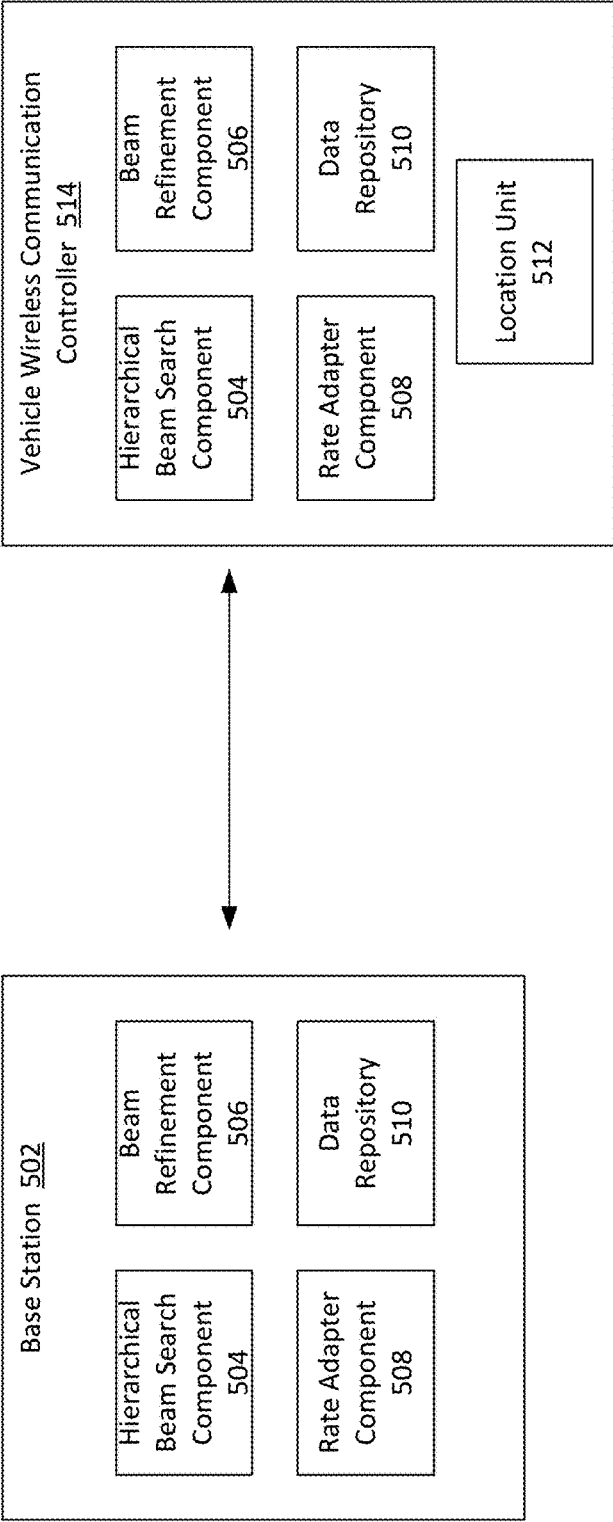 Base Station 502
Hierarchical
Beam Search
Component
504
Beam
Refinement
Component
506
Rate Adapter
Component
508
Data
Repository
510
Vehicle Wireless Communication
Controller 514
Hierarchical
Beam Search
Component
504
Beam
Refinement
Component
506
Rate Adapter
Component
508
Data
Repository
510
Location Unit
512